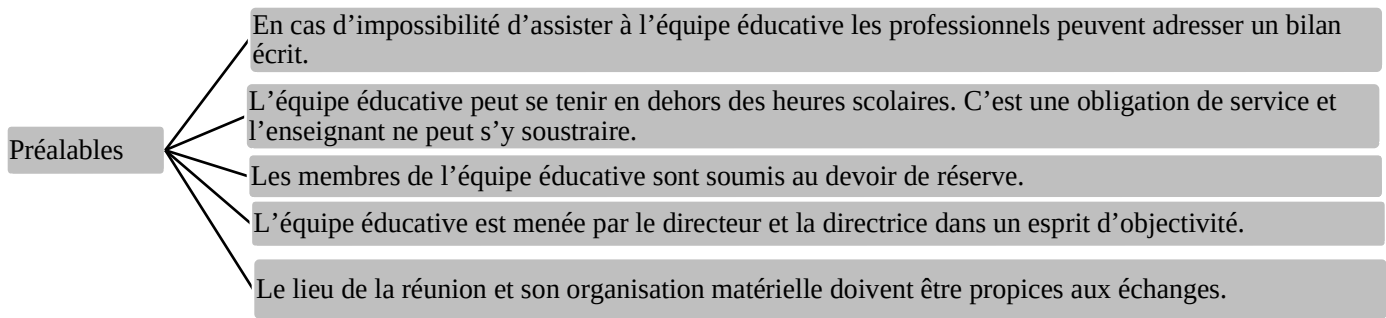 En cas d’impossibilité d’assister à l’équipe éducative les professionnels peuvent adresser un bilan
écrit.
L’équipe éducative peut se tenir en dehors des heures scolaires. C’est une obligation de service et
l’enseignant ne peut s’y soustraire.
Préalables
Les membres de l’équipe éducative sont soumis au devoir de réserve.
L’équipe éducative est menée par le directeur et la directrice dans un esprit d’objectivité.
Le lieu de la réunion et son organisation matérielle doivent être propices aux échanges.